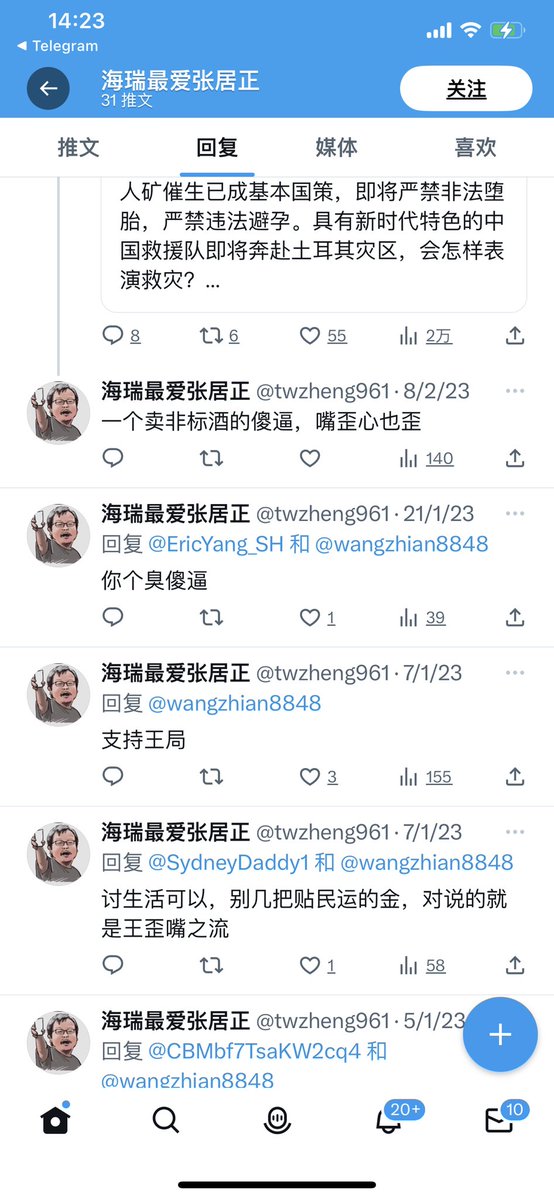 14:23
Telegram
海瑞最爱张居正
31 推文
关注
推文
回复
媒体
喜欢
人矿催生已成基本国策，即将严禁非法堕
胎，严禁违法避孕。具有新时代特色的中
国救援队即将奔赴土耳其灾区，会怎样表
演救灾？...
8
6
55
2万
海瑞最爱张居正 @twzheng961 · 8/2/23
一个卖非标酒的傻逼，嘴歪心也歪
140
海瑞最爱张居正 @twzheng961 · 21/1/23
回复 @EricYang_SH 和 @wangzhian8848
你个臭傻逼
1
39
海瑞最爱张居正 @twzheng961 · 7/1/23
回复 @wangzhian8848
支持王局
3
155
海瑞最爱张居正 @twzheng961 · 7/1/23
回复 @SydneyDaddy1 和 @wangzhian8848
讨生活可以，别几把贴民运的金，对说的就
是王歪嘴之流
1
58
海瑞最爱张居正 @twzheng961 · 5/1/23
回复 @CBMbf7TsaKW2cq4 和
@wangzhian8848
20+
10